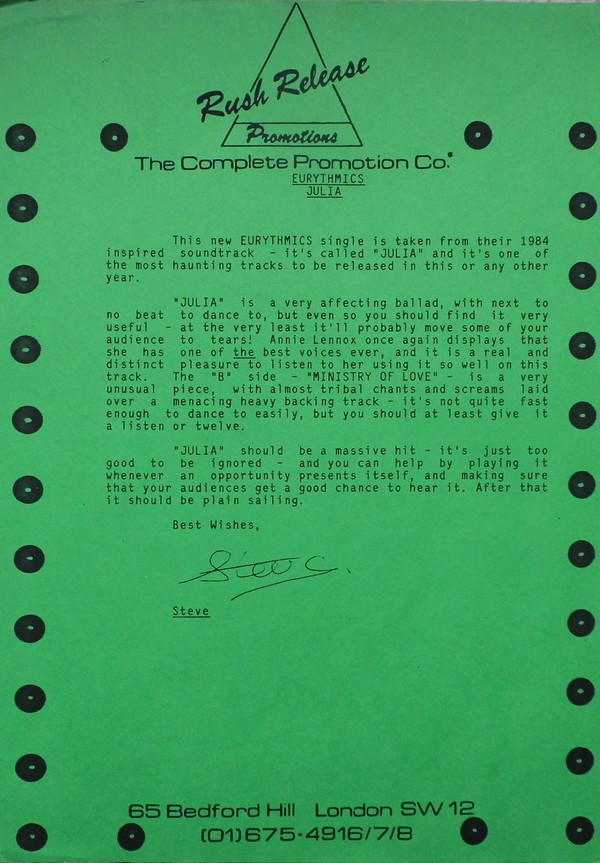 Rush Release
Promotions
The Complete Promotion Co.
EURYTHMICS
JULIA
This new EURYTHMICS single is taken from their 1984
inspired soundtrack - it's called "JULIA" and it's one of
the most haunting tracks to be released in this or any other
year.
"JULIA" is a very affecting ballad, with next to
no beat to dance to, but even so you should find it very
useful - at the very least it'll probably move some of your
audience to tears! Annie Lennox once again displays that
she has one of the best voices ever, and it is a real and
distinct pleasure to listen to her using it so well on this
track. The "B" side - "MINISTRY OF LOVE" - is a very
unusual piece, with almost tribal chants and screams laid
over a menacing heavy backing track - it's not quite fast
enough to dance to easily, but you should at least give it
a listen or twelve.
"JULIA" should be a massive hit - it's just too
good to be ignored - and you can help by playing it
whenever an opportunity presents itself, and making sure
that your audiences get a good chance to hear it. After that
it should be plain sailing.
Best Wishes,
Steve C.
Steve
65 Bedford Hill London SW 12
(01) 675-4916/7/8